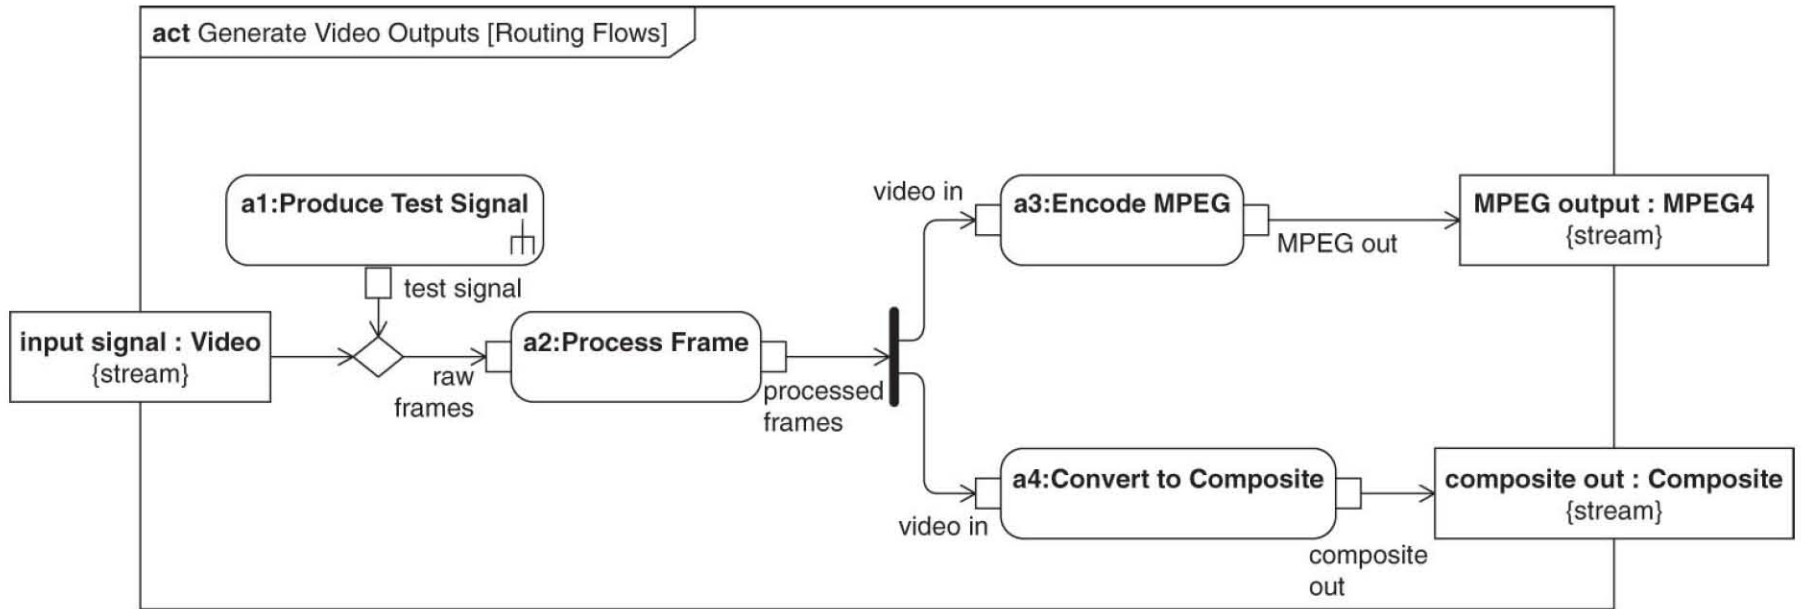 act Generate Video Outputs [Routing Flows]
a1:Produce Test Signal
test signal
input signal : Video
{stream}
raw
frames
a2:Process Frame
processed
frames
video in
a3:Encode MPEG
MPEG out
MPEG output : MPEG4
{stream}
video in
a4:Convert to Composite
composite
out
composite out : Composite
{stream}